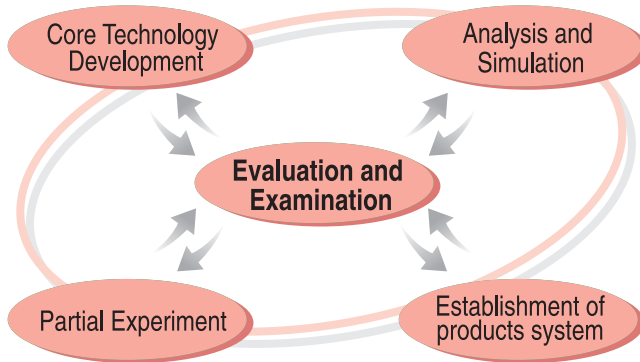 Core Technology
Development
Analysis and
Simulation
Evaluation and
Examination
Partial Experiment
Establishment of
products system